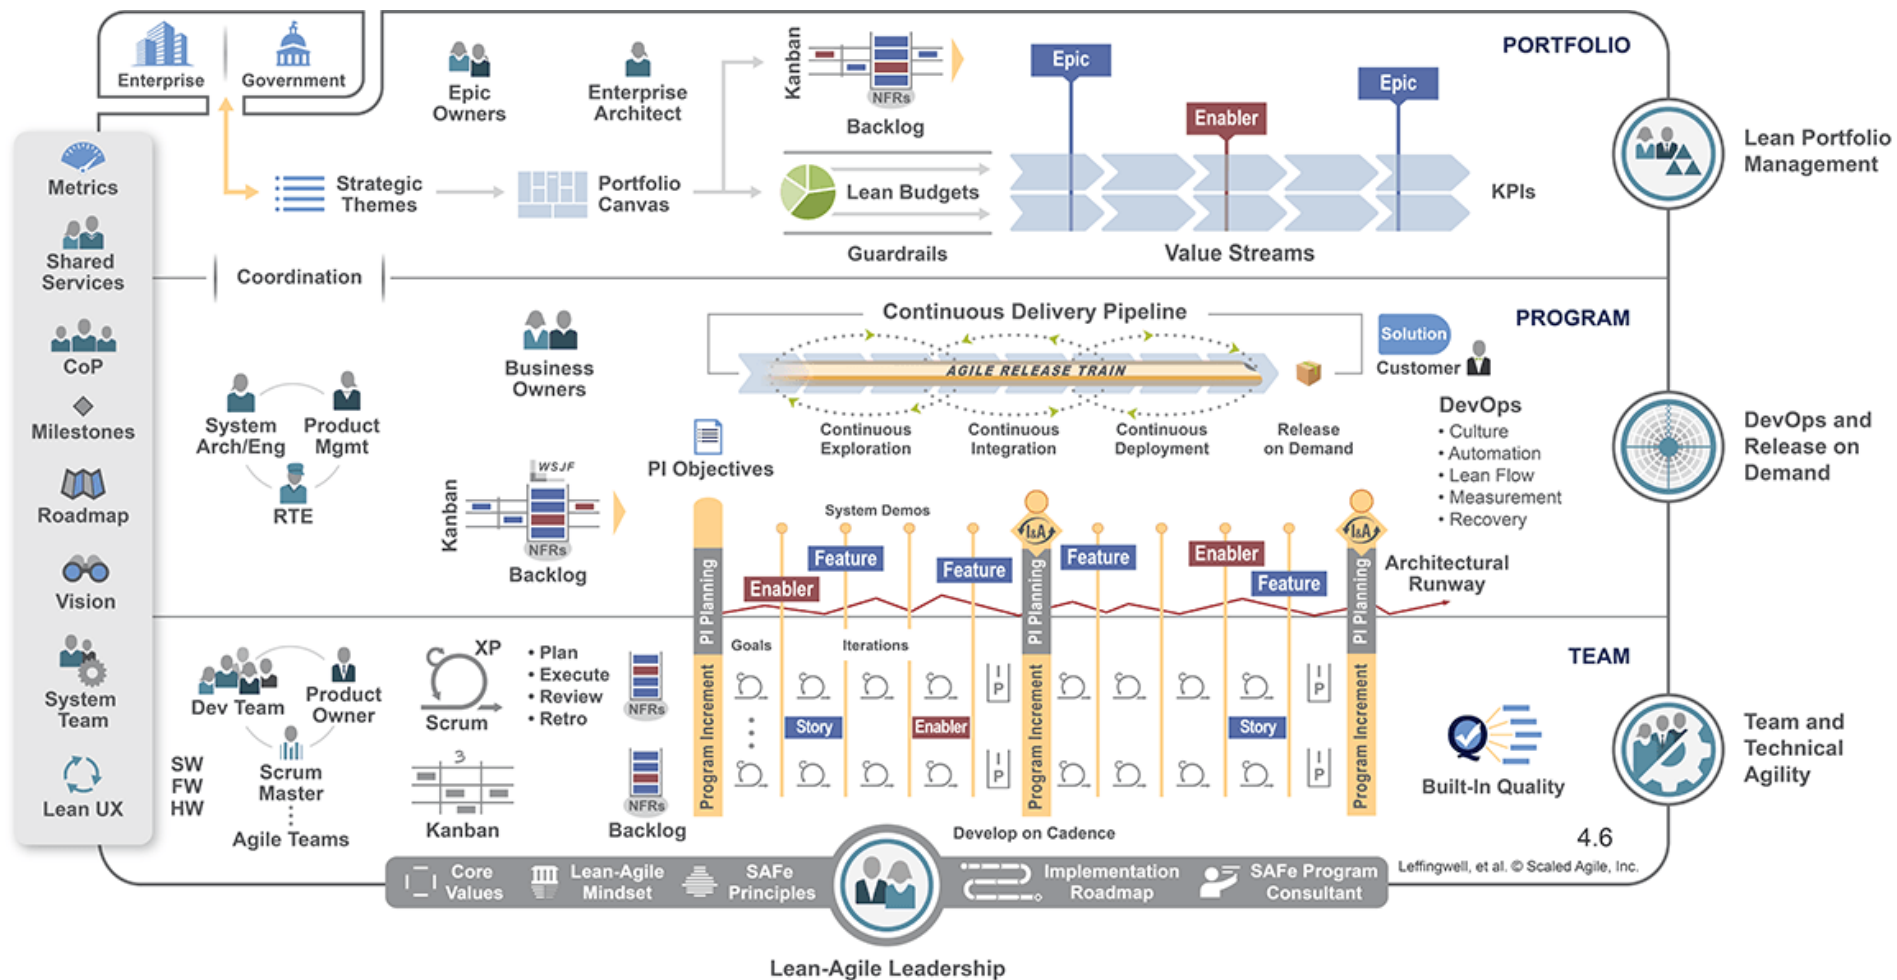 Enterprise
Government
Epic
Owners
Enterprise
Architect
Kanban
NFRs
Backlog
Epic
Enabler
Epic
PORTFOLIO
Strategic
Themes
Portfolio
Canvas
Lean Budgets
Guardrails
Value Streams
KPIs
Lean Portfolio
Management
Metrics
Shared
Services
CoP
Milestones
Roadmap
Vision
System
Team
Lean UX
Coordination
Business
Owners
Continuous Delivery Pipeline
AGILE RELEASE TRAIN
Continuous
Exploration
Continuous
Integration
Continuous
Deployment
Release
on Demand
Solution
Customer
PROGRAM
DevOps
• Culture
• Automation
• Lean Flow
• Measurement
• Recovery
DevOps and
Release on
Demand
System
Arch/Eng
Product
Mgmt
RTE
Kanban
WSJF
NFRs
Backlog
PI Objectives
System Demos
I&A
I&A
PI Planning
PI Planning
PI Planning
Enabler
Feature
Feature
Feature
Enabler
Feature
Architectural
Runway
TEAM
Dev Team
Product
Owner
Scrum
Master
Agile Teams
SW
FW
HW
XP
Scrum
• Plan
• Execute
• Review
• Retro
3
Kanban
NFRs
NFRs
Backlog
Program Increment
Program Increment
Program Increment
Goals
Iterations
I
P
I
P
Story
Enabler
Story
I
P
I
P
Develop on Cadence
Built-In Quality
Team and
Technical
Agility
4.6
Leffingwell, et al. © Scaled Agile, Inc.
Core
Values
Lean-Agile
Mindset
SAFe
Principles
Implementation
Roadmap
SAFe Program
Consultant
Lean-Agile Leadership